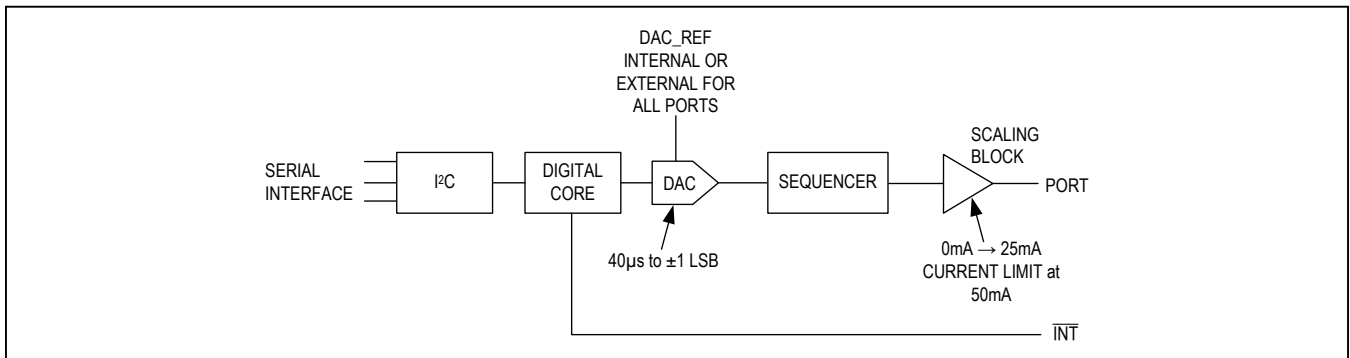 DAC_REF
INTERNAL OR
EXTERNAL FOR
ALL PORTS
SCALING
BLOCK
SERIAL
INTERFACE
I²C
DIGITAL
CORE
DAC
SEQUENCER
PORT
40µs to ±1 LSB
0mA → 25mA
CURRENT LIMIT at
50mA
I̅N̅T̅